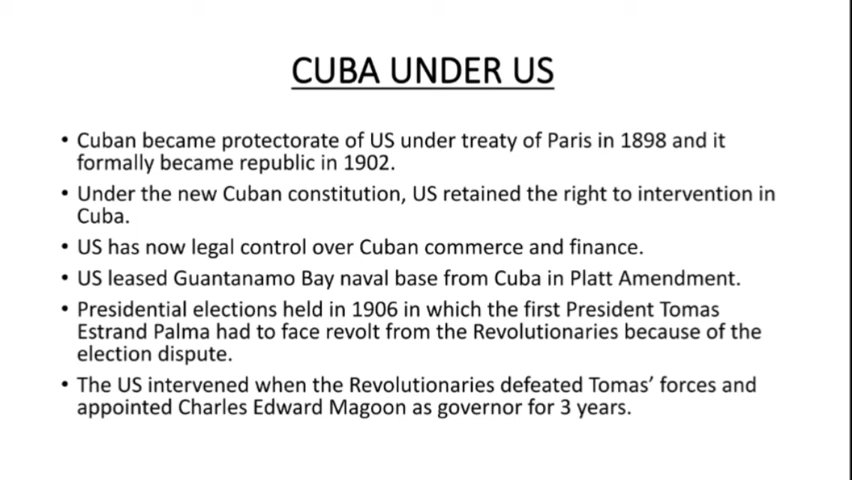 CUBA UNDER US
• Cuban became protectorate of US under treaty of Paris in 1898 and it
formally became republic in 1902.
• Under the new Cuban constitution, US retained the right to intervention in
Cuba.
• US has now legal control over Cuban commerce and finance.
• US leased Guantanamo Bay naval base from Cuba in Platt Amendment.
• Presidential elections held in 1906 in which the first President Tomas
Estrand Palma had to face revolt from the Revolutionaries because of the
election dispute.
• The US intervened when the Revolutionaries defeated Tomas’ forces and
appointed Charles Edward Magoon as governor for 3 years.